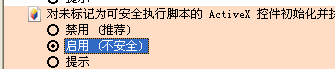 对未标记为可安全执行脚本的 ActiveX 控件初始化并
禁用 (推荐)
启用 (不安全)
提示